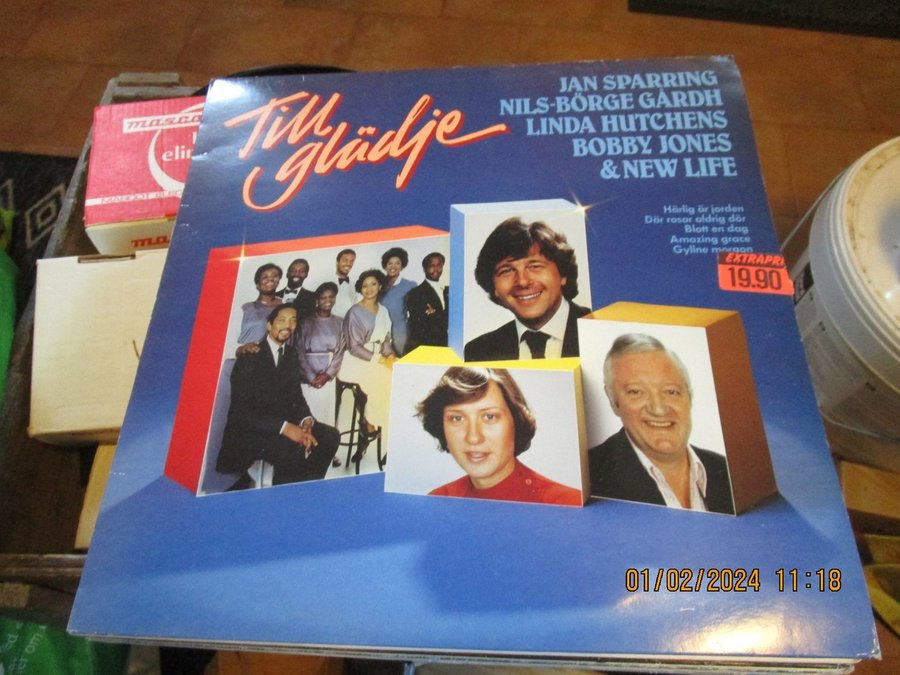 Till
glädje
JAN SPARRING
NILS-BÖRGE GÅRDH
LINDA HUTCHENS
BOBBY JONES
& NEW LIFE
Härlig är jorden
Där rosor aldrig dör
Blott en dag
Amazing grace
Gyllne morgon
EXTRAPRI
19.90
01/02/2024 11:18